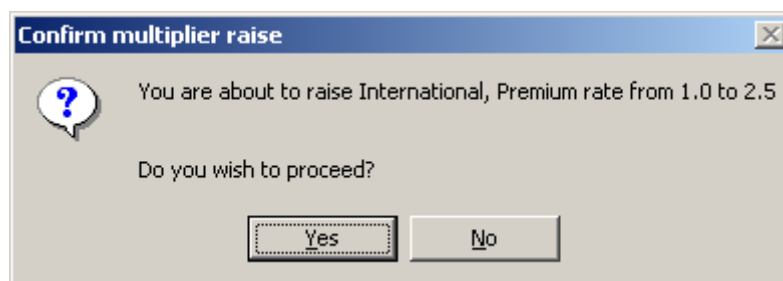 Confirm multiplier raise
You are about to raise International, Premium rate from 1.0 to 2.5
Do you wish to proceed?
Yes
No